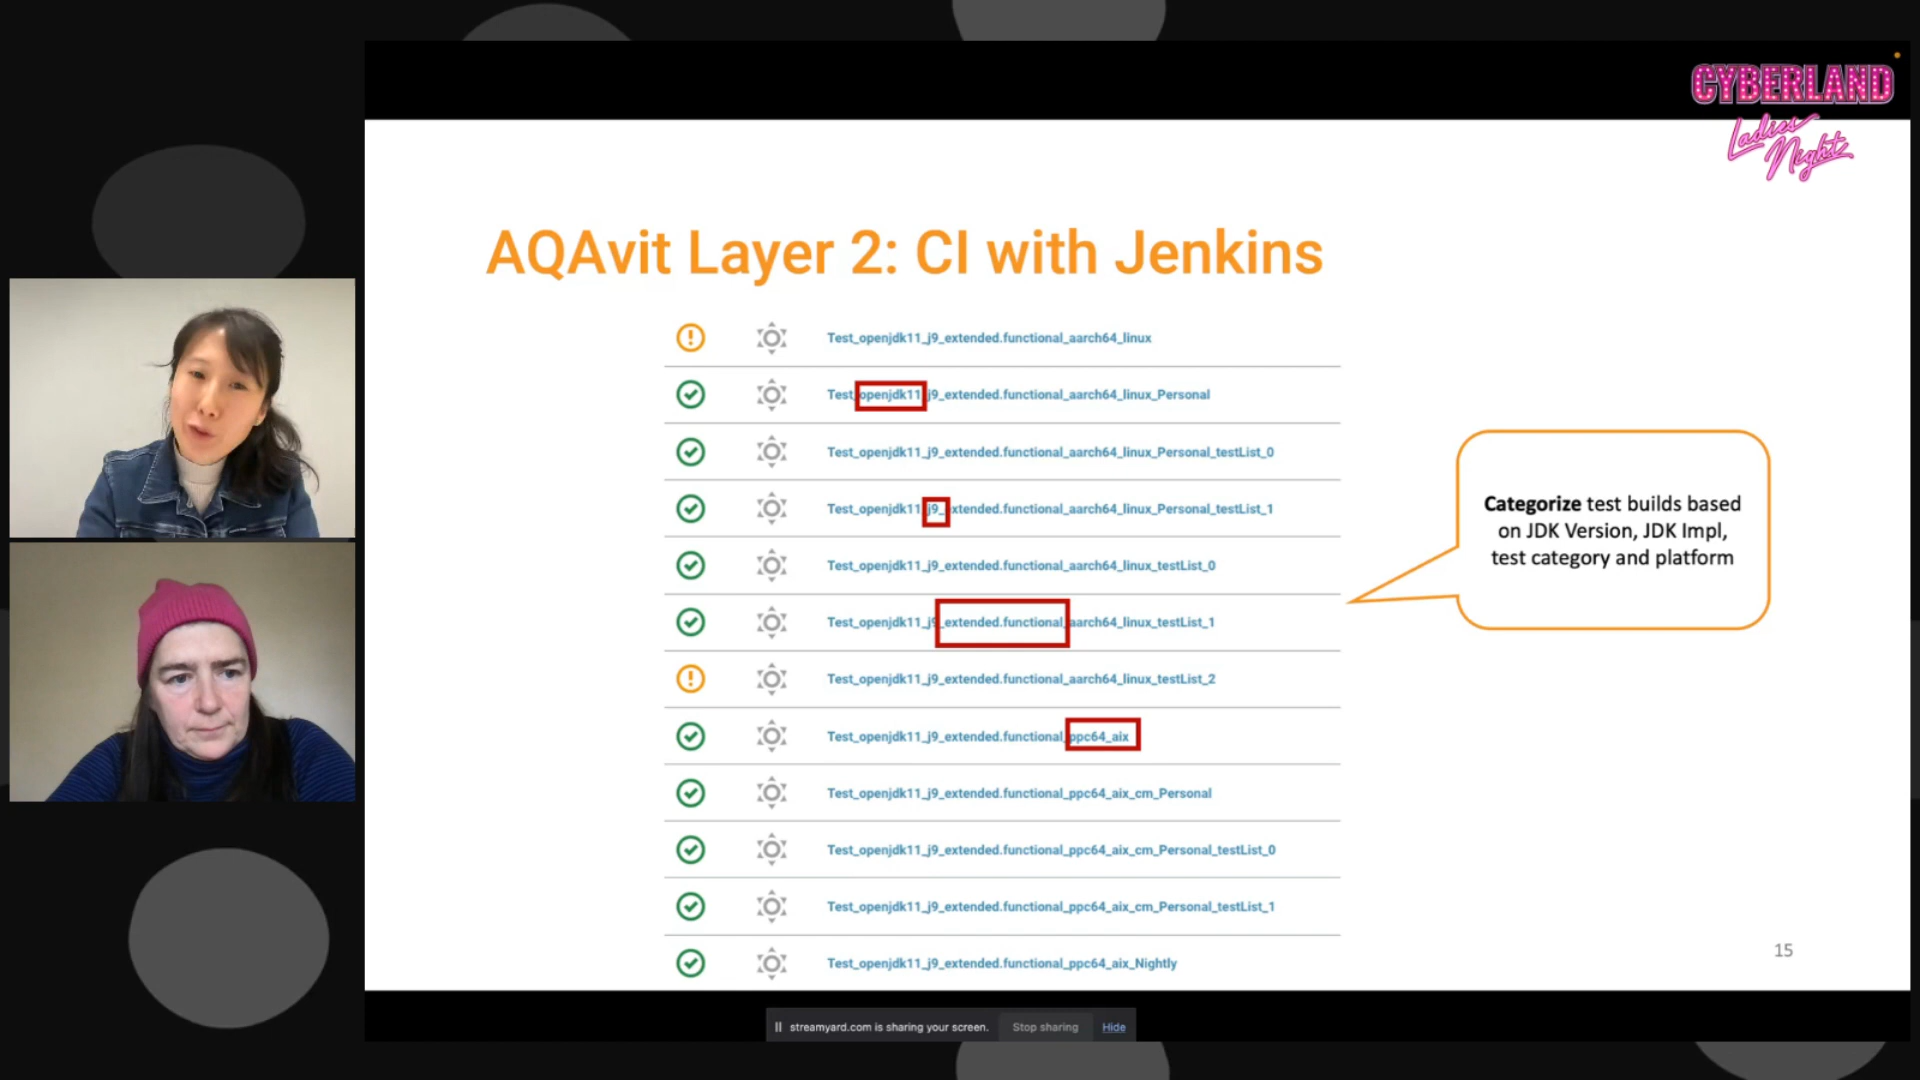 CYBERLAND
Ladies
Night
AQAvit Layer 2: CI with Jenkins
Test_openjdk11_j9_extended.functional_aarch64_linux
Test_openjdk11_j9_extended.functional_aarch64_linux_Personal
Test_openjdk11_j9_extended.functional_aarch64_linux_Personal_testList_0
Test_openjdk11_j9_extended.functional_aarch64_linux_Personal_testList_1
Test_openjdk11_j9_extended.functional_aarch64_linux_testList_0
Test_openjdk11_j9_extended.functional_aarch64_linux_testList_1
Test_openjdk11_j9_extended.functional_aarch64_linux_testList_2
Test_openjdk11_j9_extended.functional_ppc64_aix
Test_openjdk11_j9_extended.functional_ppc64_aix_cm_Personal
Test_openjdk11_j9_extended.functional_ppc64_aix_cm_Personal_testList_0
Test_openjdk11_j9_extended.functional_ppc64_aix_cm_Personal_testList_1
Test_openjdk11_j9_extended.functional_ppc64_aix_Nightly
Categorize test builds based
on JDK Version, JDK Impl,
test category and platform
15
streamyard.com is sharing your screen.
Stop sharing
Hide